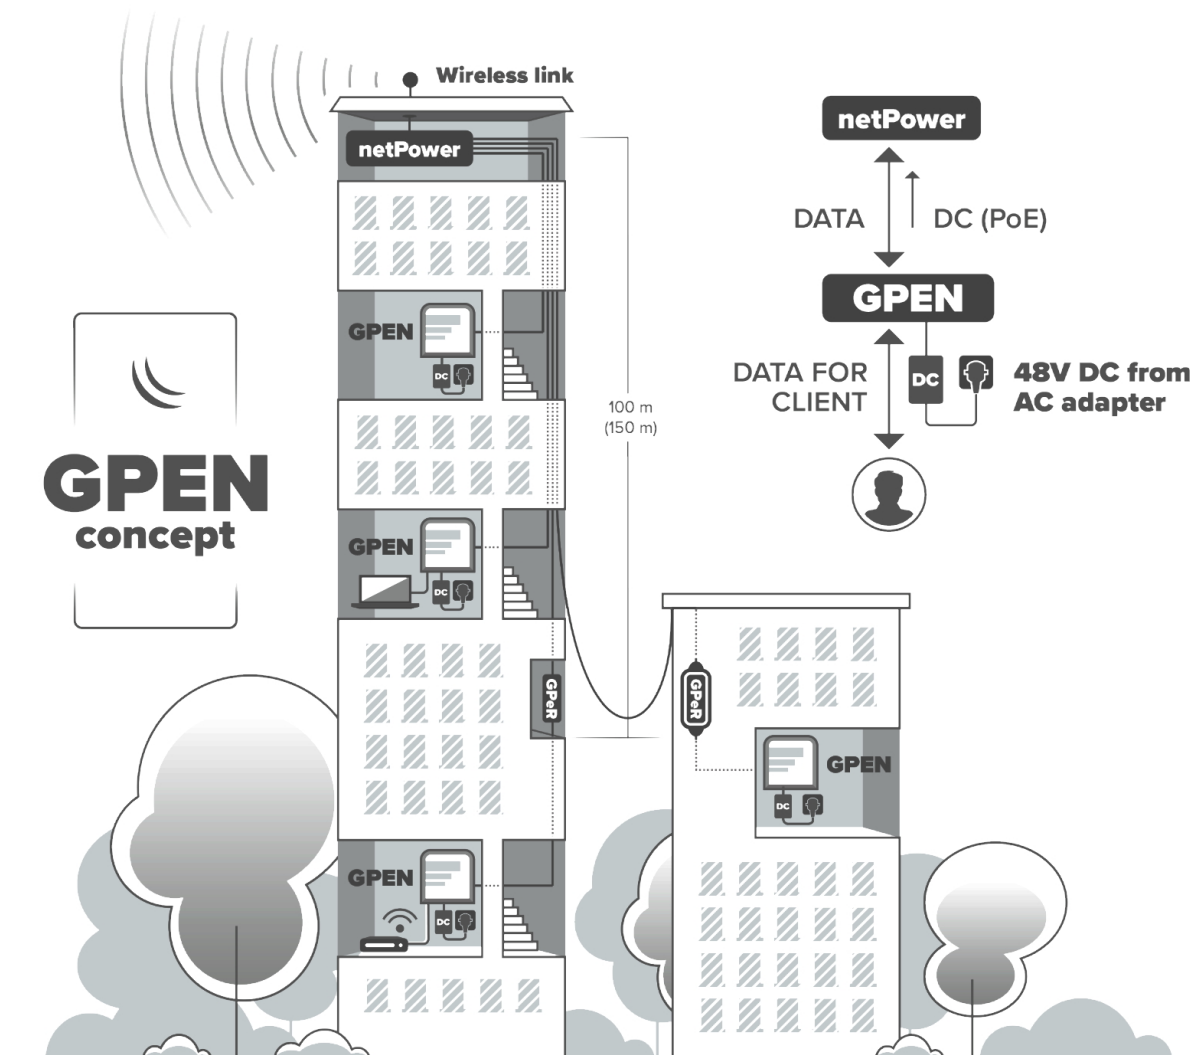 Wireless link
netPower
GPEN
DC
100 m
(150 m)
GPEN
DC
GPeR
GPEN
DC
GPeR
GPEN
DC
GPEN
concept
netPower
DATA
DC (PoE)
GPEN
DATA FOR
CLIENT
DC
48V DC from
AC adapter